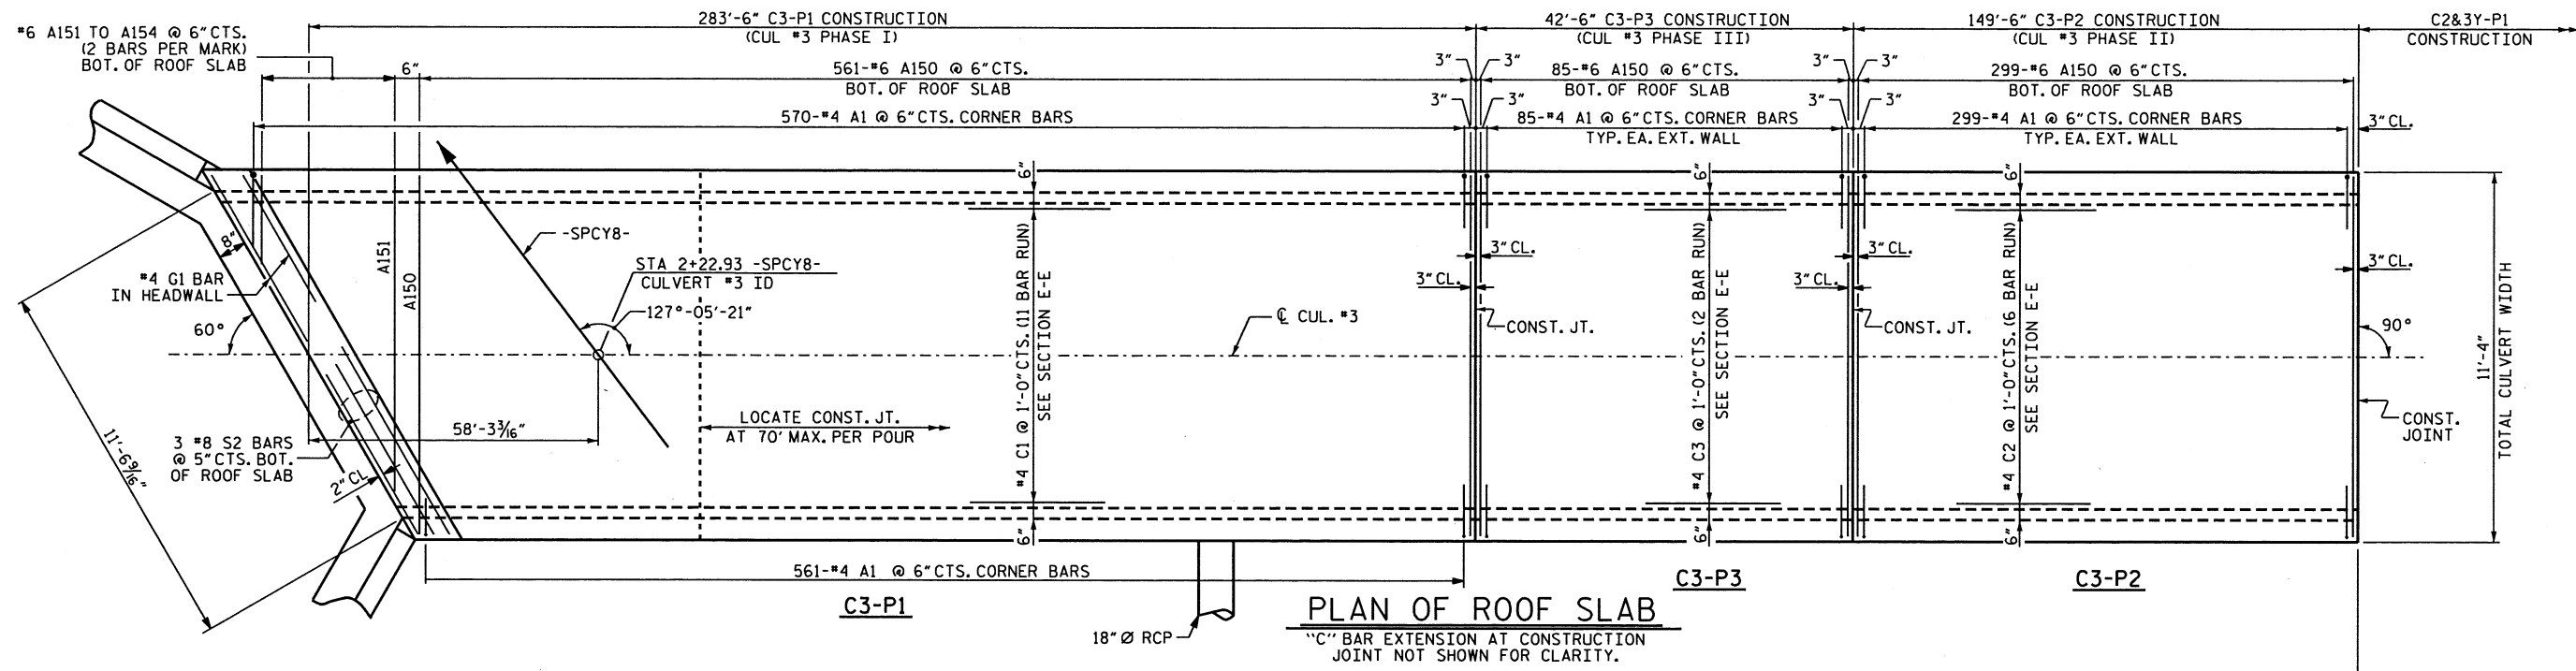 283'-6" C3-P1 CONSTRUCTION
(CUL #3 PHASE I)
42'-6" C3-P3 CONSTRUCTION
(CUL #3 PHASE III)
149'-6" C3-P2 CONSTRUCTION
(CUL #3 PHASE II)
C2&3Y-P1
CONSTRUCTION
#6 A151 TO A154 @ 6"CTS.
(2 BARS PER MARK)
BOT. OF ROOF SLAB
6"
561-#6 A150 @ 6"CTS.
BOT. OF ROOF SLAB
3"
3"
85-#6 A150 @ 6"CTS.
BOT. OF ROOF SLAB
3"
3"
299-#6 A150 @ 6"CTS.
BOT. OF ROOF SLAB
570-#4 A1 @ 6"CTS. CORNER BARS
3"
3"
85-#4 A1 @ 6"CTS. CORNER BARS
TYP. EA. EXT. WALL
3"
3"
299-#4 A1 @ 6"CTS. CORNER BARS
TYP. EA. EXT. WALL
3"CL.
6"
6"
6"
8"
#4 G1 BAR
IN HEADWALL
60°
A151
A150
-SPCY8-
STA 2+22.93 -SPCY8-
CULVERT #3 ID
127°-05'-21"
#4 C1 @ 1'-0"CTS. (11 BAR RUN)
SEE SECTION E-E
3"CL.
3"CL.
℄ CUL. #3
CONST. JT.
#4 C3 @ 1'-0"CTS. (2 BAR RUN)
SEE SECTION E-E
3"CL.
3"CL.
CONST. JT.
#4 C2 @ 1'-0"CTS. (6 BAR RUN)
SEE SECTION E-E
3"CL.
90°
11'-4"
TOTAL CULVERT WIDTH
CONST.
JOINT
11'-6 9/16"
3 #8 S2 BARS
@ 5"CTS. BOT.
OF ROOF SLAB
2" CL.
58'-3 3/16"
LOCATE CONST. JT.
AT 70' MAX. PER POUR
6"
6"
6"
561-#4 A1 @ 6"CTS. CORNER BARS
C3-P1
C3-P3
C3-P2
18" Ø RCP
PLAN OF ROOF SLAB
"C" BAR EXTENSION AT CONSTRUCTION
JOINT NOT SHOWN FOR CLARITY.